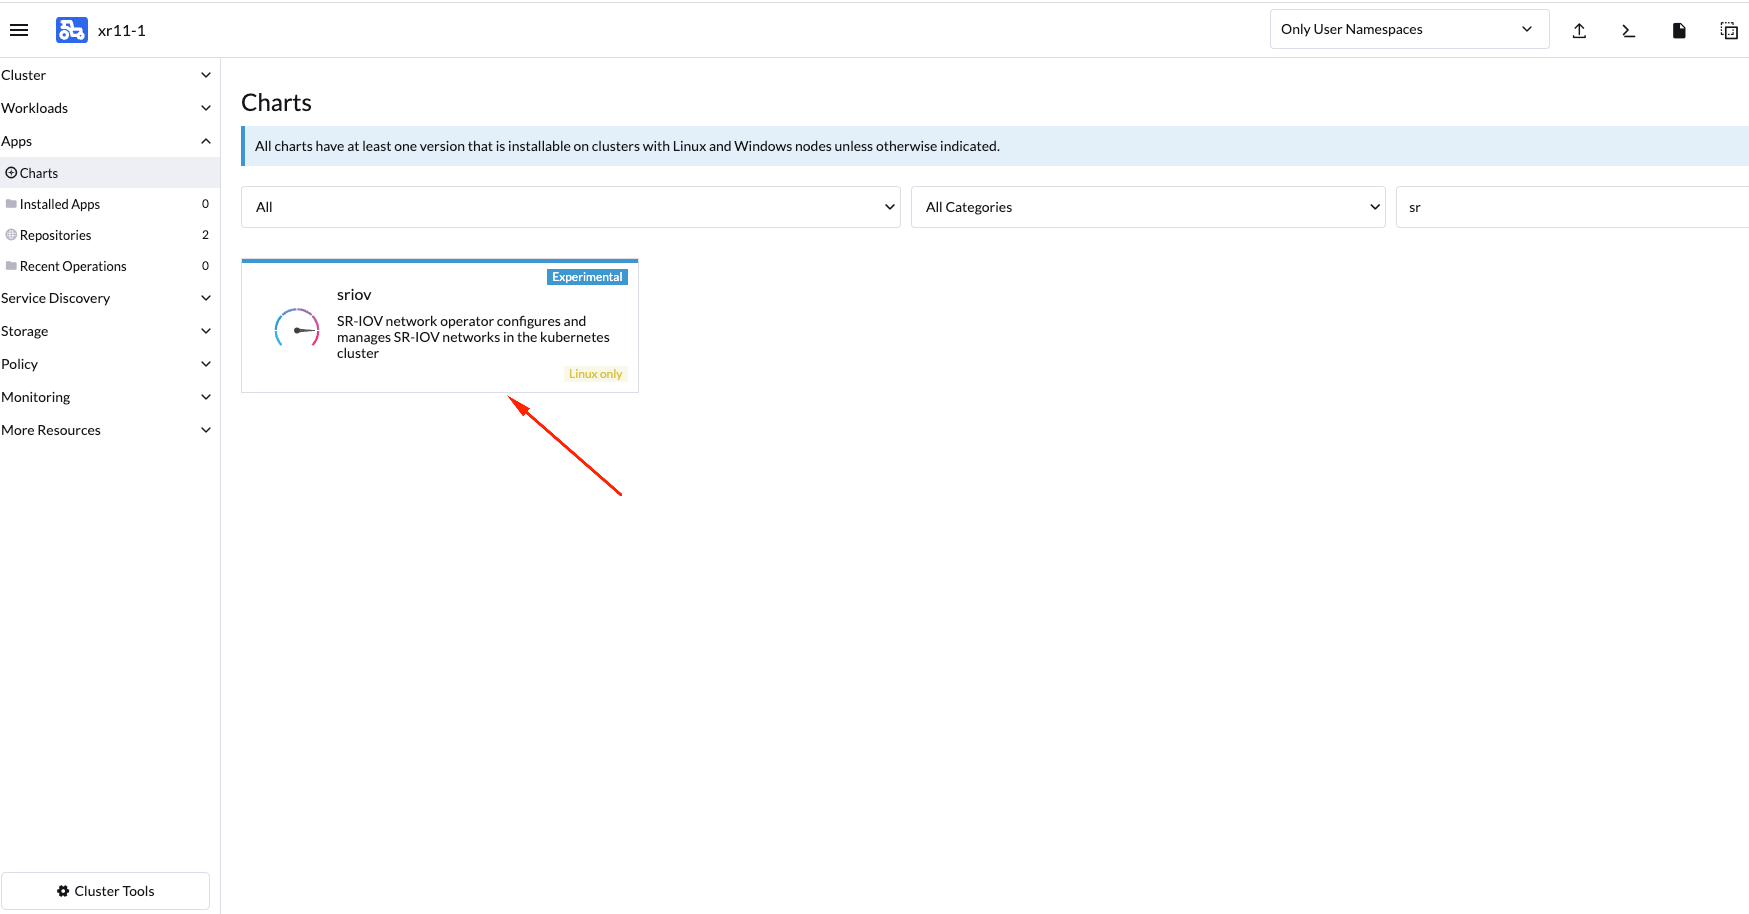 xr11-1
Only User Namespaces
Cluster
Workloads
Apps
Charts
Installed Apps 0
Repositories 2
Recent Operations 0
Service Discovery
Storage
Policy
Monitoring
More Resources
Cluster Tools
Charts
All charts have at least one version that is installable on clusters with Linux and Windows nodes unless otherwise indicated.
All
All Categories
sr
Experimental
sriov
SR-IOV network operator configures and
manages SR-IOV networks in the kubernetes
cluster
Linux only